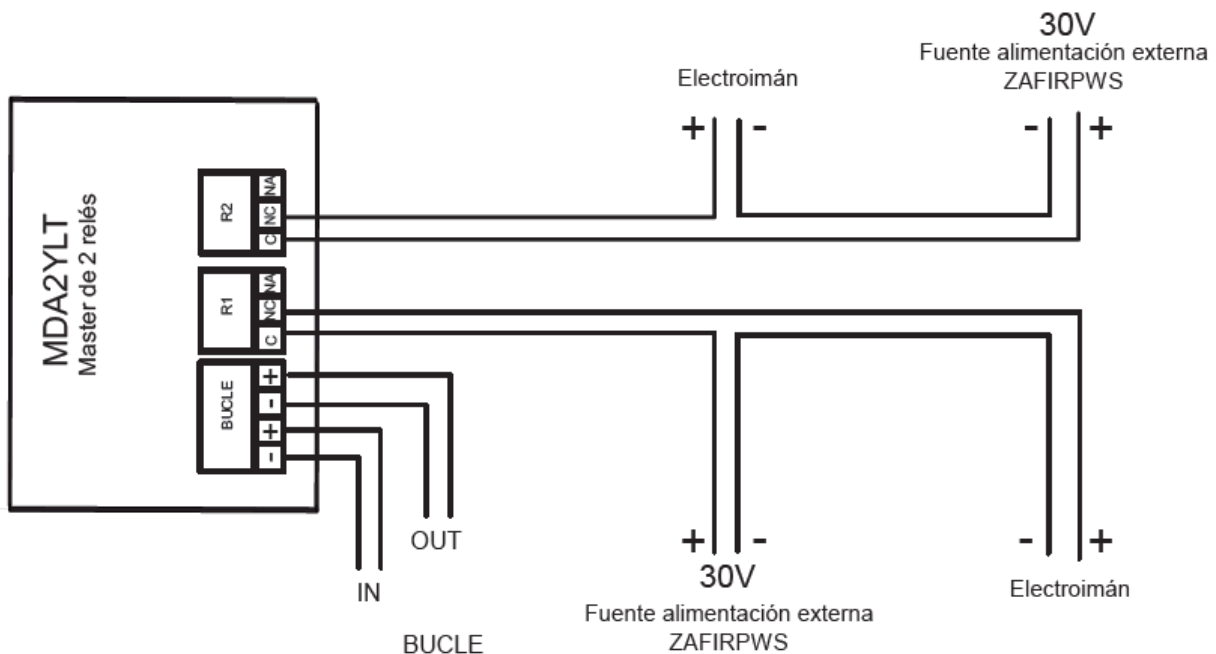 30V
Fuente alimentación externa
ZAFIRPWS
Electroimán
+ -
- +
MDA2YLT
Master de 2 relés
R2
NA
NC
C
R1
NA
NC
C
BUCLE
+
-
+
-
OUT
IN
BUCLE
+ -
30V
Fuente alimentación externa
ZAFIRPWS
- +
Electroimán